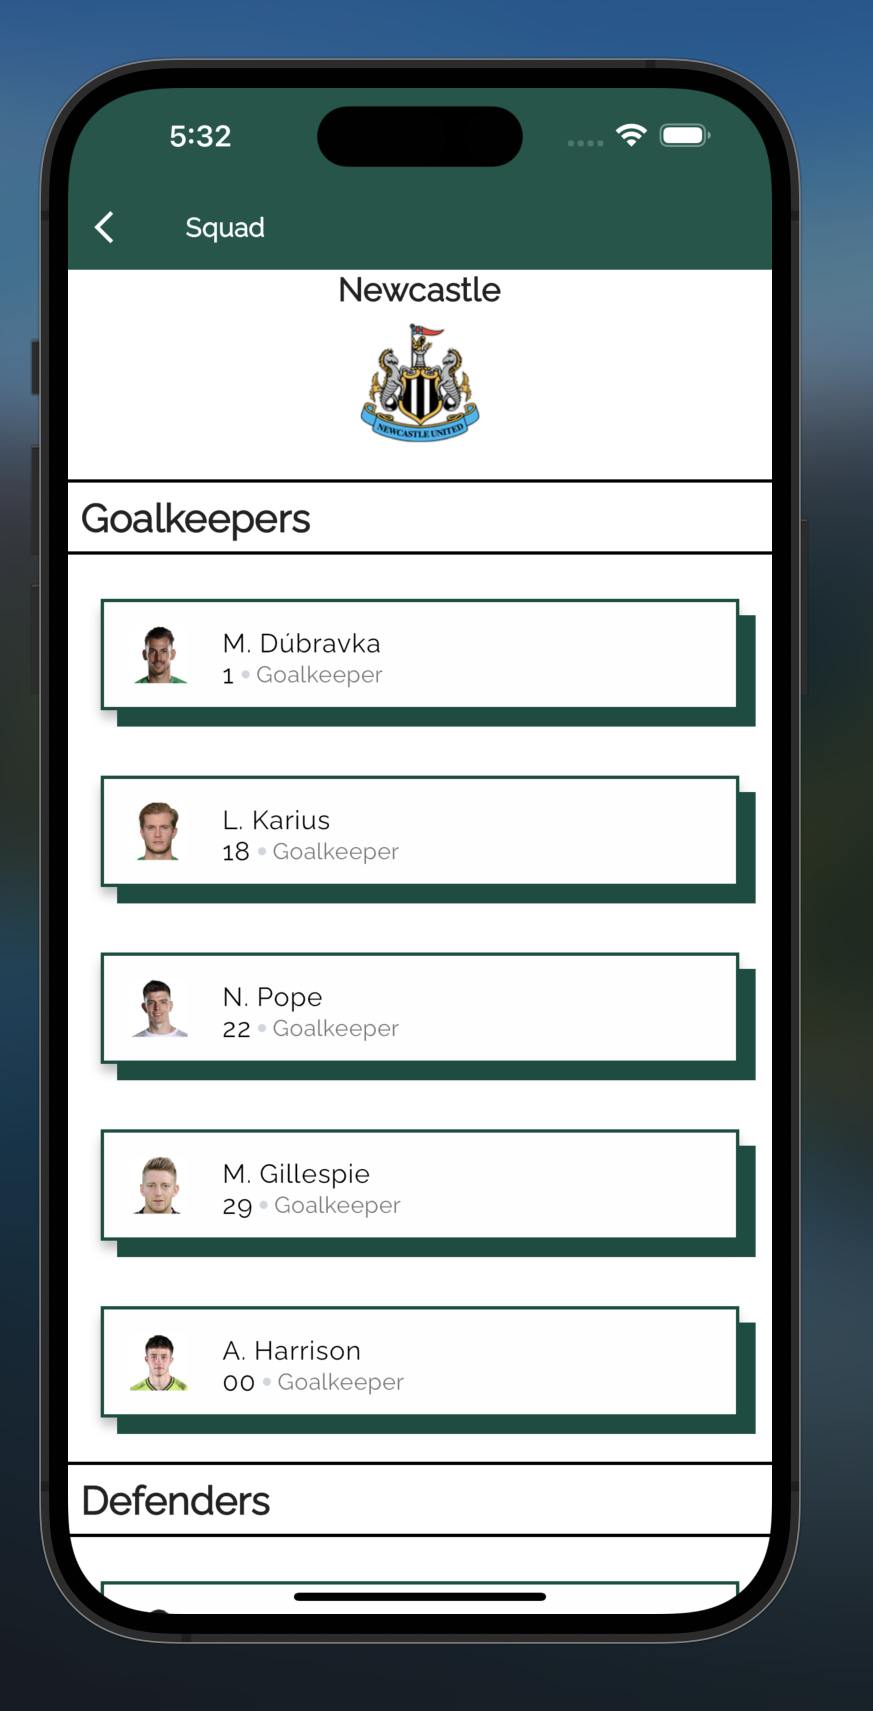 5:32
Squad
Newcastle
NEWCASTLE UNITED
Goalkeepers
M. Dúbravka
1 • Goalkeeper
L. Karius
18 • Goalkeeper
N. Pope
22 • Goalkeeper
M. Gillespie
29 • Goalkeeper
A. Harrison
00 • Goalkeeper
Defenders